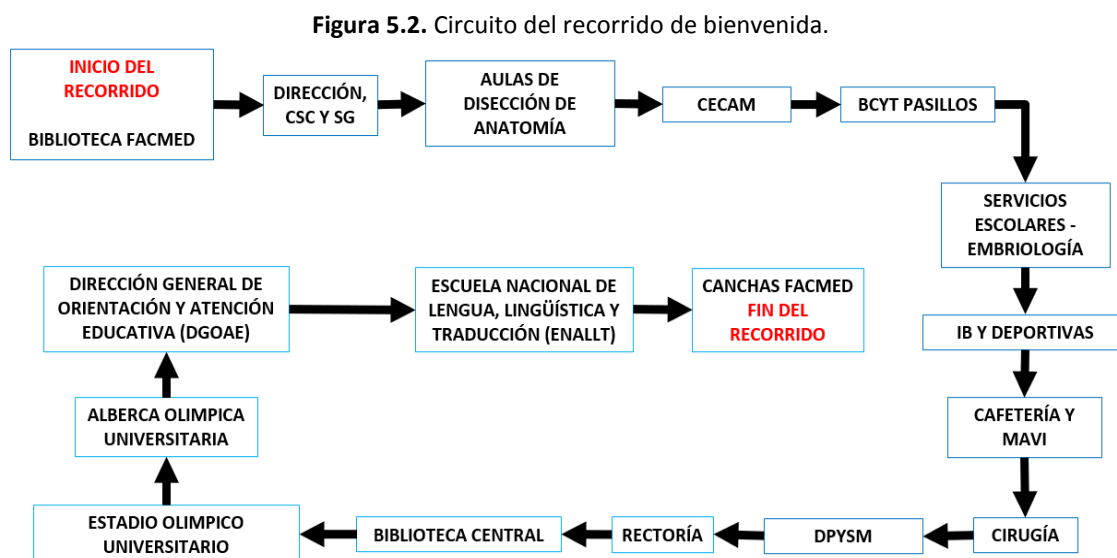 Figura 5.2. Circuito del recorrido de bienvenida.
INICIO DEL
RECORRIDO
BIBLIOTECA FACMED
DIRECCIÓN,
CSC Y SG
AULAS DE
DISECCIÓN DE
ANATOMÍA
CECAM
BCYT PASILLOS
SERVICIOS
ESCOLARES -
EMBRIOLOGÍA
IB Y DEPORTIVAS
CAFETERÍA Y
MAVI
CIRUGÍA
DPYSM
RECTORÍA
BIBLIOTECA CENTRAL
ESTADIO OLIMPICO
UNIVERSITARIO
ALBERCA OLIMPICA
UNIVERSITARIA
DIRECCIÓN GENERAL DE
ORIENTACIÓN Y ATENCIÓN
EDUCATIVA (DGOAE)
ESCUELA NACIONAL DE
LENGUA, LINGÜÍSTICA Y
TRADUCCIÓN (ENALLT)
CANCHAS FACMED
FIN DEL
RECORRIDO